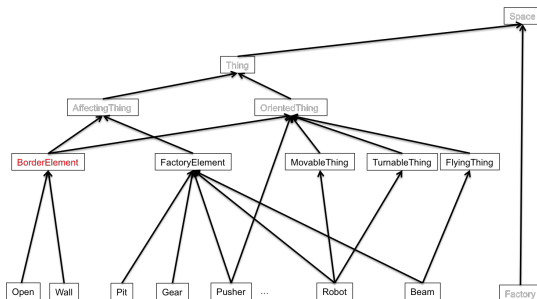 Space
Thing
AffectingThing
OrientedThing
BorderElement
FactoryElement
MovableThing
TurnableThing
FlyingThing
Open
Wall
Pit
Gear
Pusher
...
Robot
Beam
Factory